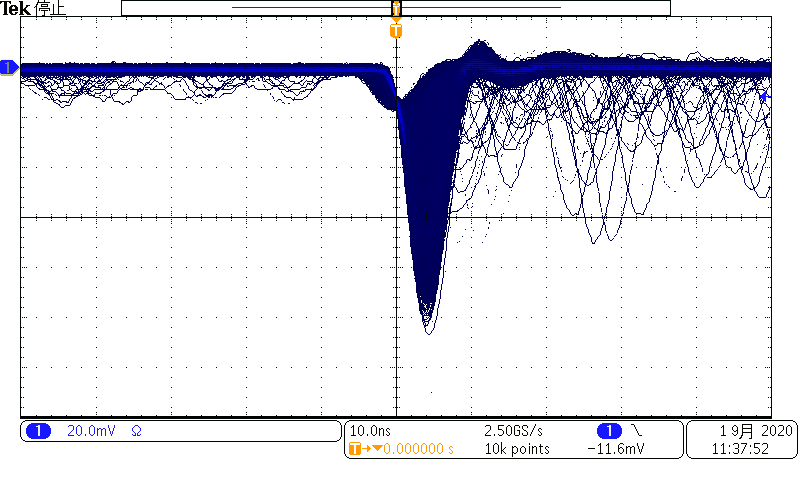 Tek 停止
T
T
1
1 20.0mV Ω
10.0ns 2.50GS/s 1
T→▼0.000000 s 10k points −11.6mV
1 9月 2020
11:37:52